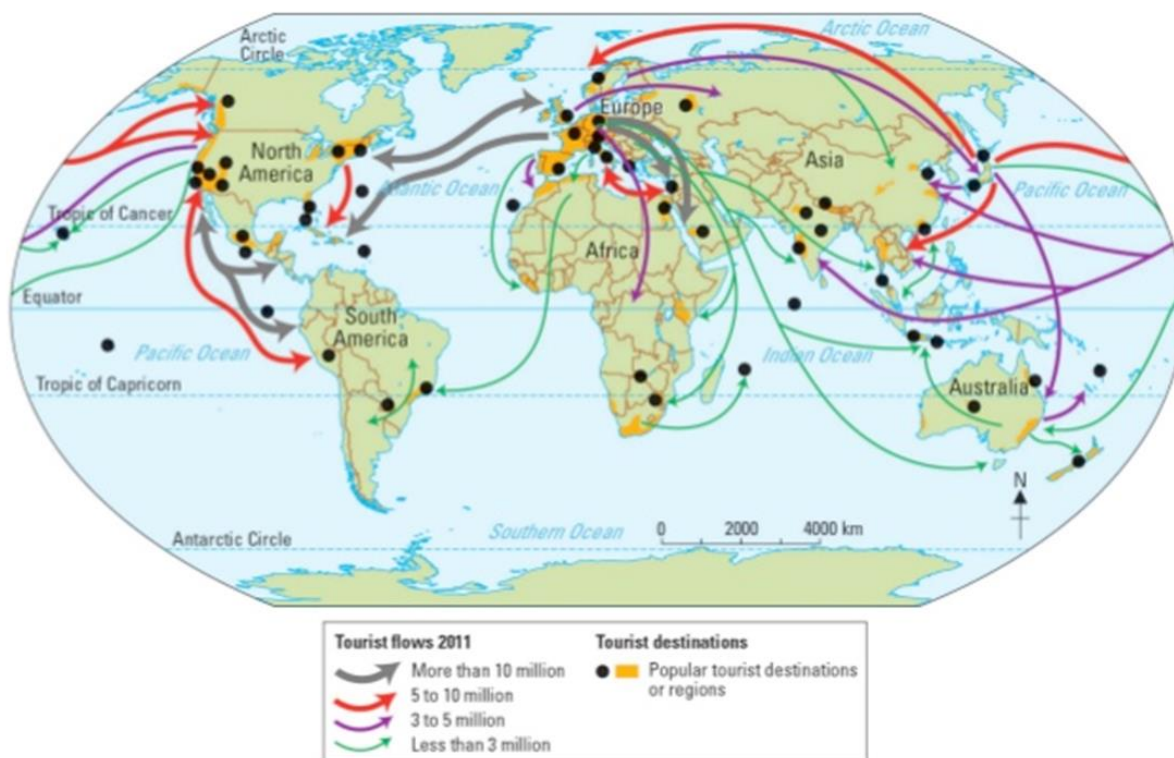 Arctic
Circle
Arctic Ocean
Europe
North
America
Asia
Atlantic Ocean
Pacific Ocean
Tropic of Cancer
Africa
Equator
South
America
Pacific Ocean
Indian Ocean
Tropic of Capricorn
Australia
N
Southern Ocean
0 2000 4000 km
Antarctic Circle
Tourist flows 2011
More than 10 million
5 to 10 million
3 to 5 million
Less than 3 million
Tourist destinations
Popular tourist destinations
or regions